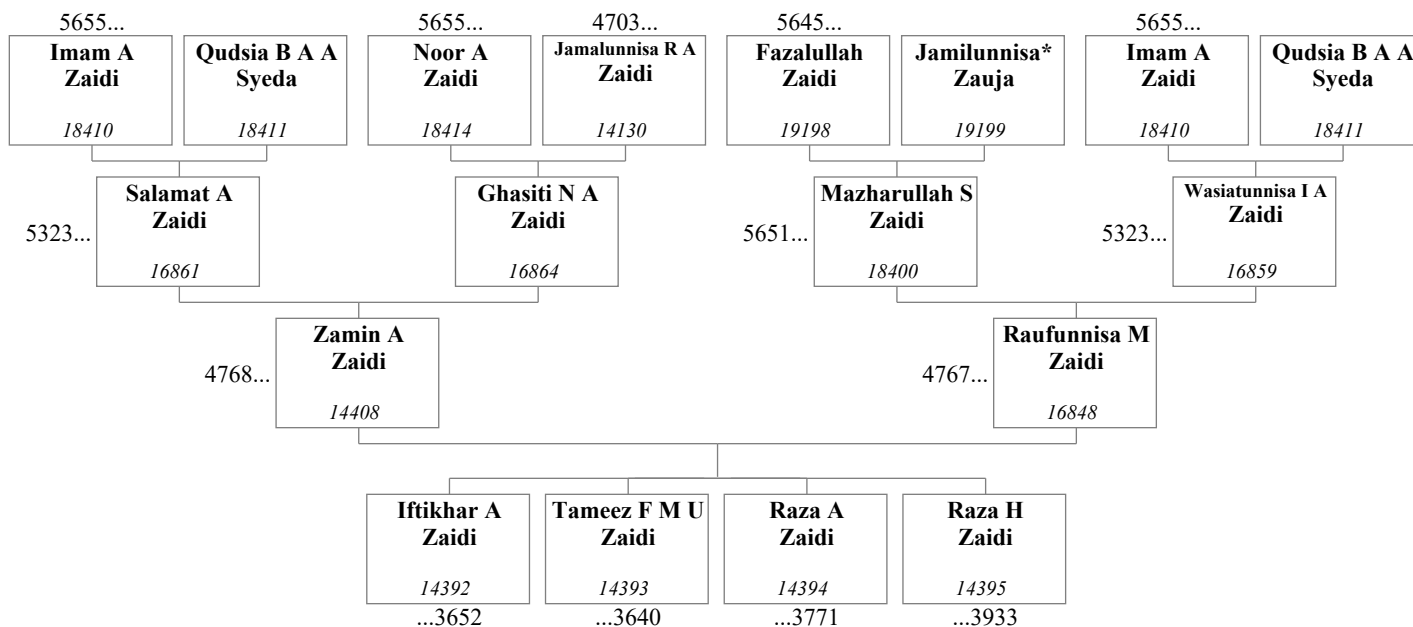 5655... 5655... 4703... 5645... 5655...
Imam A Qudsia B A A Noor A Jamalunnisa R A Fazalullah Jamilunnisa* Imam A Qudsia B A A
Zaidi Syeda Zaidi Zaidi Zaidi Zauja Zaidi Syeda
18410 18411 18414 14130 19198 19199 18410 18411
Salamat A Ghasiti N A Mazharullah S Wasiatunnisa I A
Zaidi Zaidi Zaidi Zaidi
5323... 5651... 5323...
16861 16864 18400 16859
Zamin A Raufunnisa M
Zaidi Zaidi
4768... 4767...
14408 16848
Iftikhar A Tameez F M U Raza A Raza H
Zaidi Zaidi Zaidi Zaidi
14392 14393 14394 14395
...3652 ...3640 ...3771 ...3933